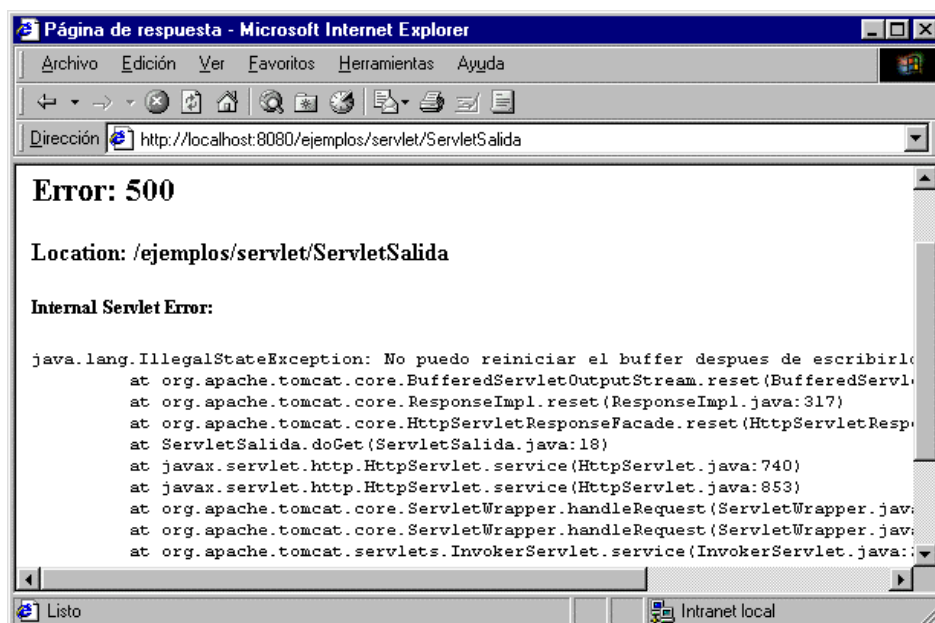 Página de respuesta - Microsoft Internet Explorer
Archivo Edición Ver Favoritos Herramientas Ayuda
Dirección http://localhost:8080/ejemplos/servlet/ServletSalida
Error: 500
Location: /ejemplos/servlet/ServletSalida
Internal Servlet Error:
java.lang.IllegalStateException: No puedo reiniciar el buffer despues de escribirlo
at org.apache.tomcat.core.BufferedServletOutputStream.reset(BufferedServl
at org.apache.tomcat.core.ResponseImpl.reset(ResponseImpl.java:317)
at org.apache.tomcat.core.HttpServletResponseFacade.reset(HttpServletResp
at ServletSalida.doGet(ServletSalida.java:18)
at javax.servlet.http.HttpServlet.service(HttpServlet.java:740)
at javax.servlet.http.HttpServlet.service(HttpServlet.java:853)
at org.apache.tomcat.core.ServletWrapper.handleRequest(ServletWrapper.jav
at org.apache.tomcat.core.ServletWrapper.handleRequest(ServletWrapper.jav
at org.apache.tomcat.servlets.InvokerServlet.service(InvokerServlet.java:
Listo Intranet local